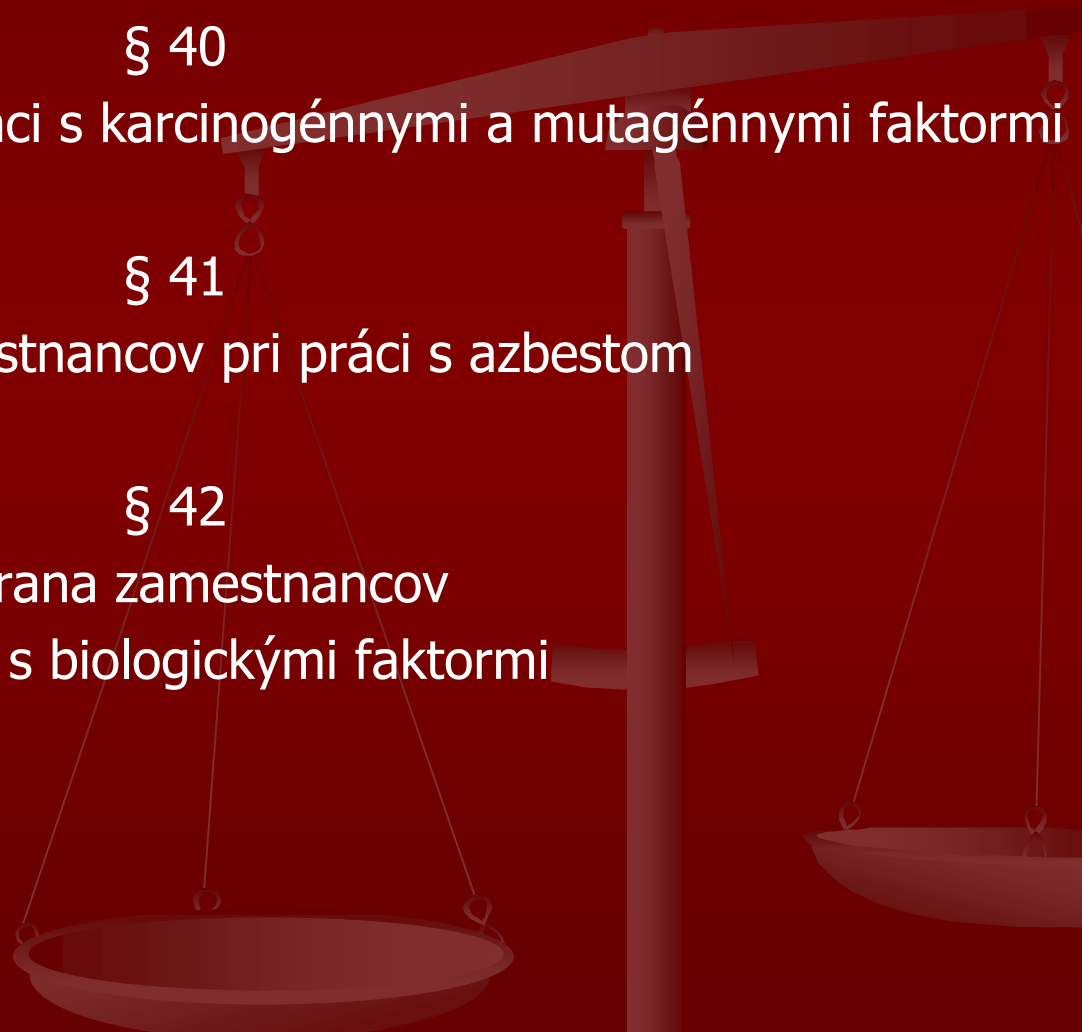 § 40
ci s karcinogénnymi a mutagénnymi faktormi
§ 41
stnancov pri práci s azbestom
§ 42
rana zamestnancov
s biologickými faktormi